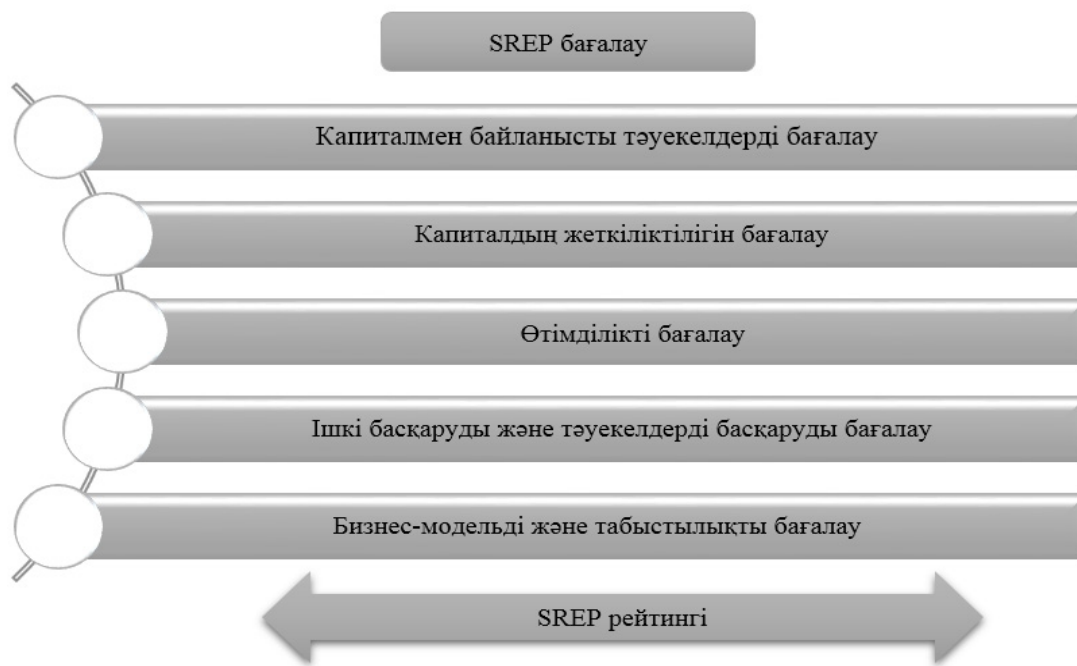 SREP бағалау
Капиталмен байланысты тәуекелдерді бағалау
Капиталдың жеткіліктілігін бағалау
Өтімділікті бағалау
Ішкі басқаруды және тәуекелдерді басқаруды бағалау
Бизнес-модельді және табыстылықты бағалау
SREP рейтингі